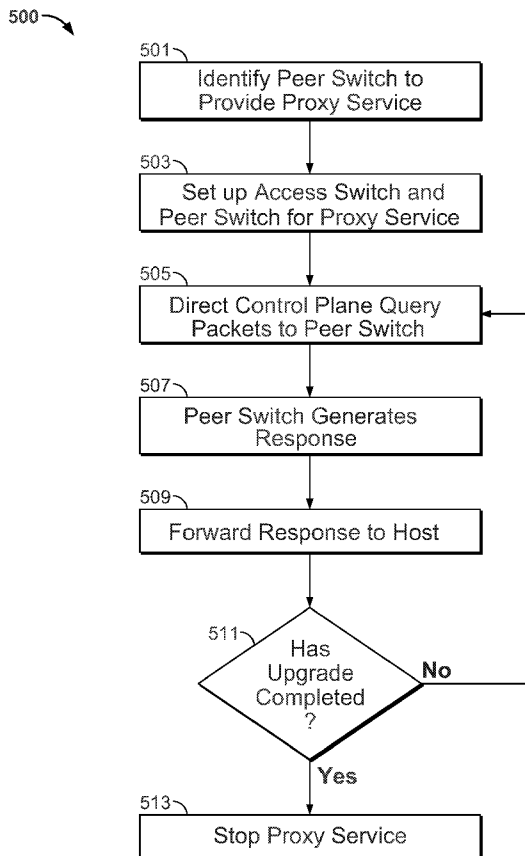 500
501
Identify Peer Switch to
Provide Proxy Service
503
Set up Access Switch and
Peer Switch for Proxy Service
505
Direct Control Plane Query
Packets to Peer Switch
507
Peer Switch Generates
Response
509
Forward Response to Host
511
Has
Upgrade
Completed
?
No
Yes
513
Stop Proxy Service